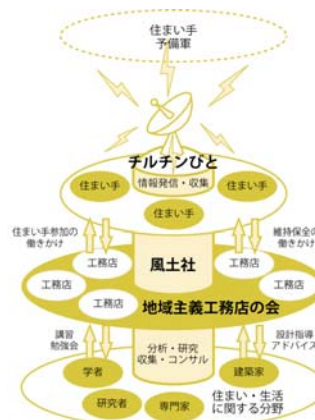 住まい手
予備軍
チルチンびと
情報発信・収集
住まい手
住まい手
住まい手
住まい手参加の
働きかけ
維持保全の
働きかけ
工務店
工務店
風土社
工務店
工務店
工務店
地域主義工務店の会
講習
勉強会
分析・研究
収集・コンサル
設計指導
アドバイス
学者
建築家
研究者
専門家
住まい・生活
に関する分野